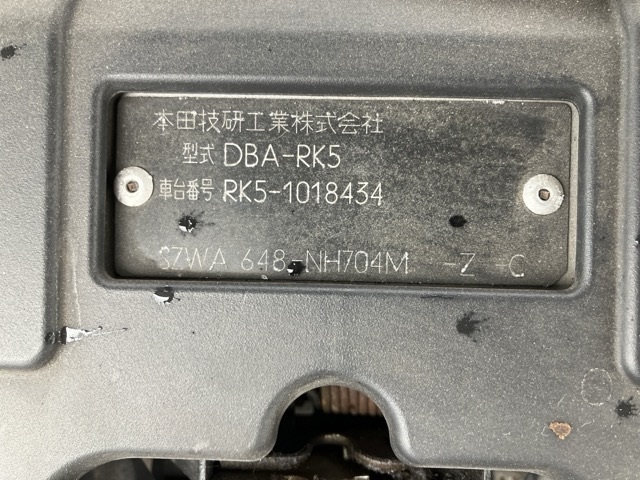 本田技研工業株式会社
型式 DBA-RK5
車台番号 RK5-1018434
S7WA 648-NH704M -Z -C